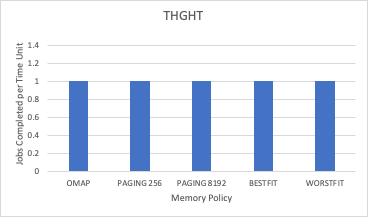 THGHT
Jobs Completed per Time Unit
1.4
1.2
1
0.8
0.6
0.4
0.2
0
OMAP PAGING 256 PAGING 8192 BESTFIT WORSTFIT
Memory Policy